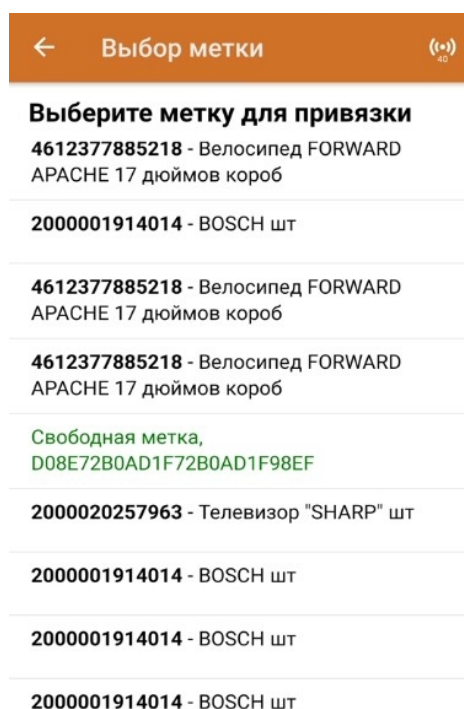 Выбор метки
40
Выберите метку для привязки
4612377885218 - Велосипед FORWARD
APACHE 17 дюймов короб
2000001914014 - BOSCH шт
4612377885218 - Велосипед FORWARD
APACHE 17 дюймов короб
4612377885218 - Велосипед FORWARD
APACHE 17 дюймов короб
Свободная метка,
D08E72B0AD1F72B0AD1F98EF
2000020257963 - Телевизор "SHARP" шт
2000001914014 - BOSCH шт
2000001914014 - BOSCH шт
2000001914014 - BOSCH шт